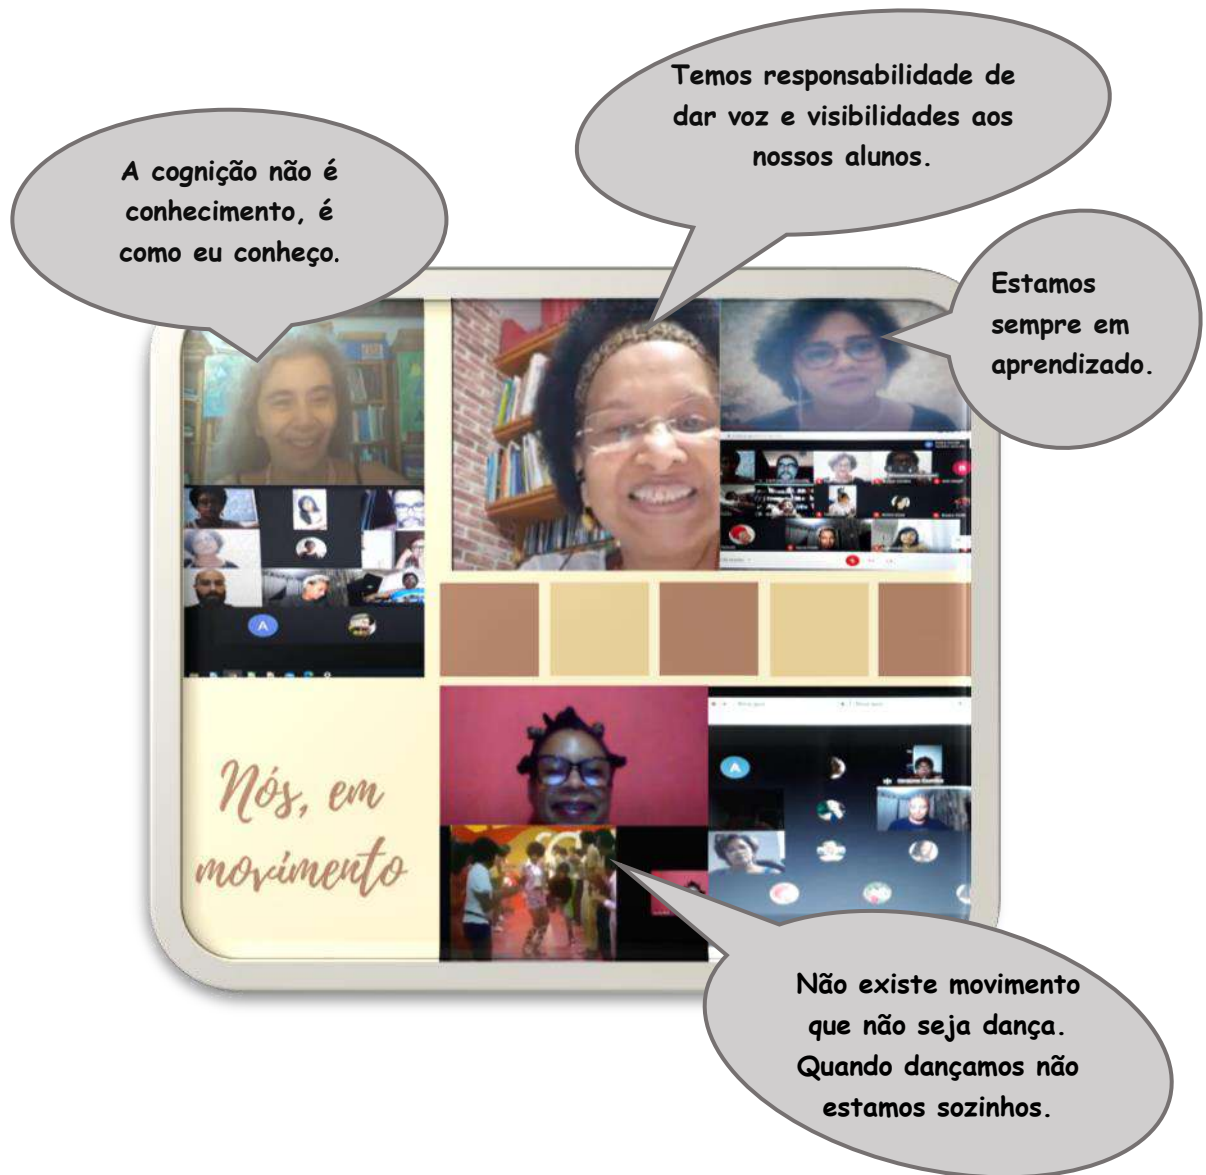 Temos responsabilidade de
dar voz e visibilidades aos
nossos alunos.
A cognição não é
conhecimento, é
como eu conheço.
Estamos
sempre em
aprendizado.
A
A
Nós, em
movimento
Não existe movimento
que não seja dança.
Quando dançamos não
estamos sozinhos.